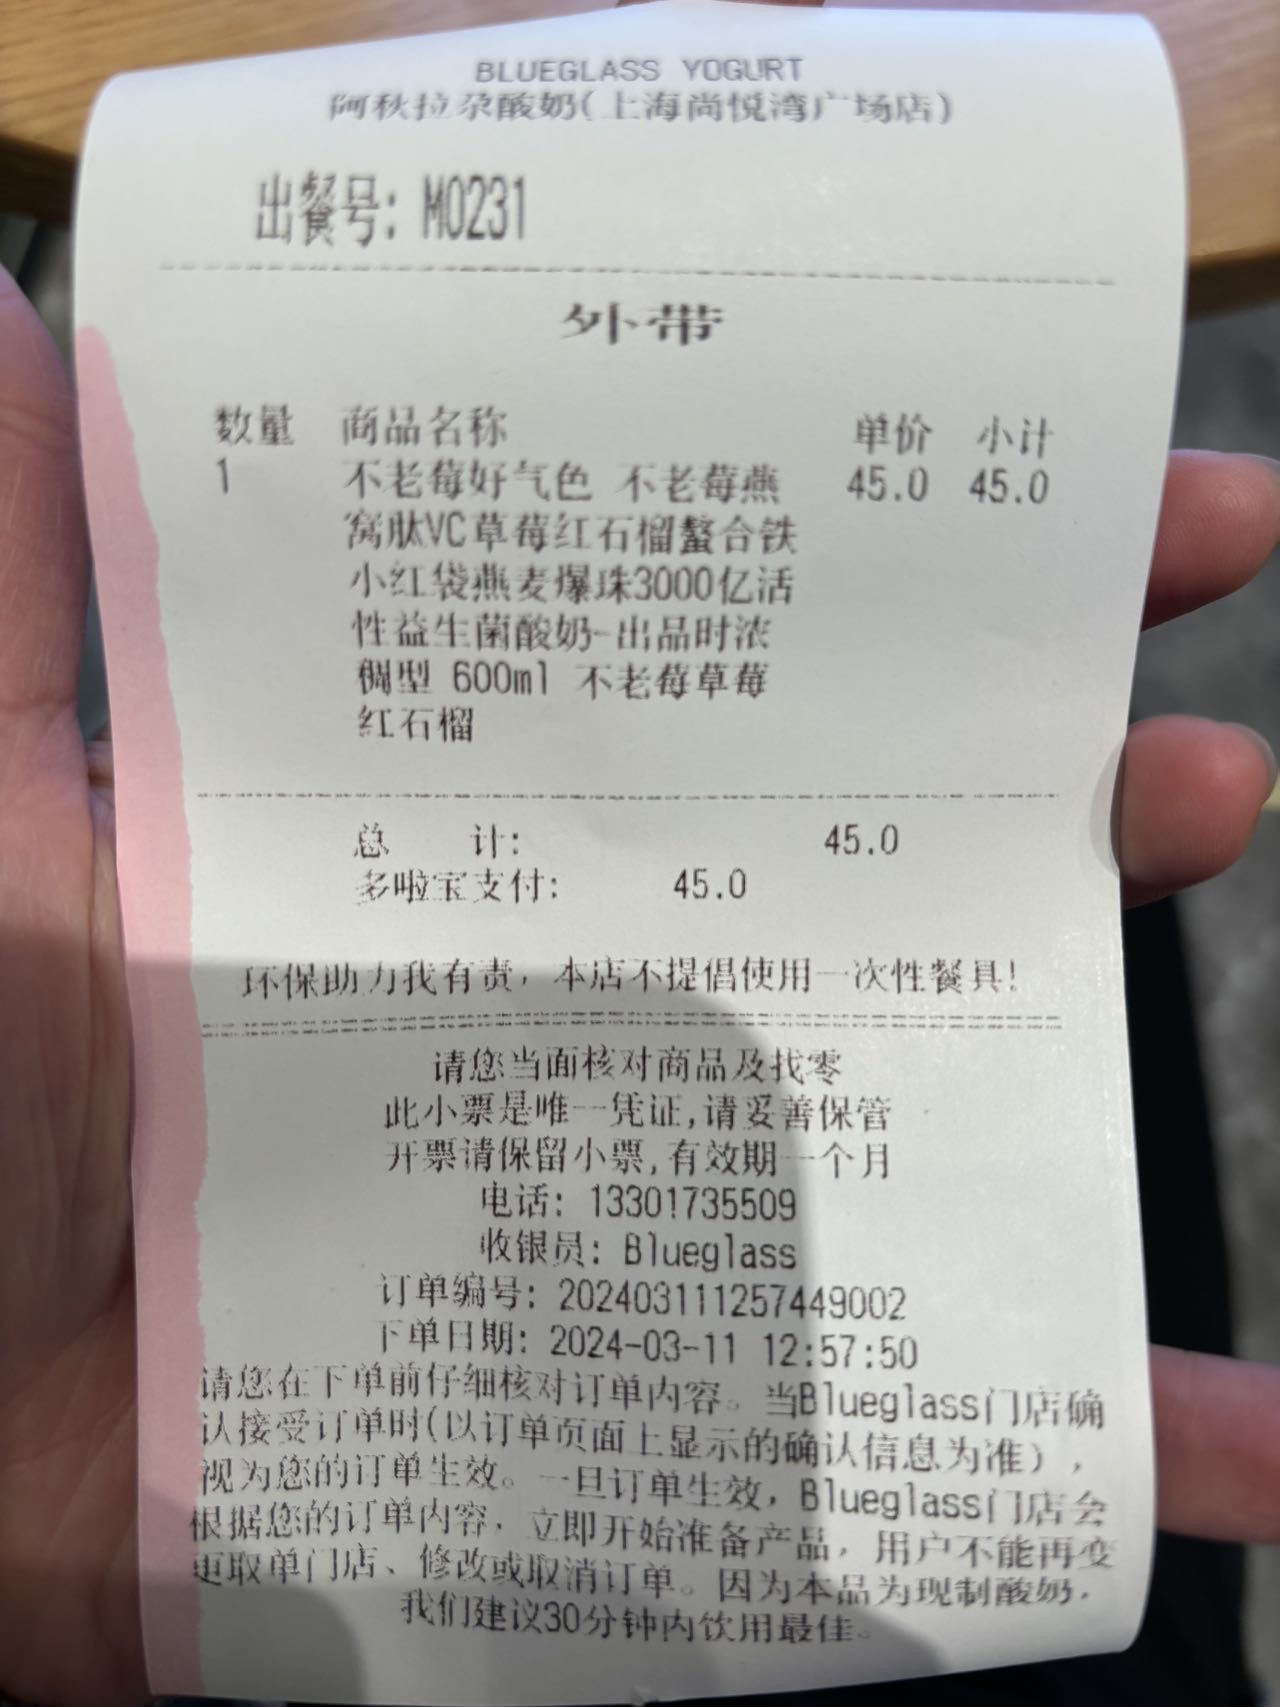 BLUEGLASS YOGURT
阿秋拉尕酸奶(上海尚悦湾广场店)
出餐号: M0231
外带
数量 商品名称 单价 小计
1 不老莓好气色 不老莓燕 45.0 45.0
窝肽VC草莓红石榴螯合铁
小红袋燕麦爆珠3000亿活
性益生菌酸奶-出品时浓
稠型 600ml 不老莓草莓
红石榴
总 计: 45.0
多啦宝支付: 45.0
环保助力我有责，本店不提倡使用一次性餐具!
请您当面核对商品及找零
此小票是唯一凭证,请妥善保管
开票请保留小票,有效期一个月
电话: 13301735509
收银员: Blueglass
订单编号: 202403111257449002
下单日期: 2024-03-11 12:57:50
请您在下单前仔细核对订单内容。当Blueglass门店确
认接受订单时(以订单页面上显示的确认信息为准)，
视为您的订单生效。一旦订单生效，Blueglass门店会
根据您的订单内容，立即开始准备产品，用户不能再变
更取单门店、修改或取消订单。因为本品为现制酸奶，
我们建议30分钟内饮用最佳。